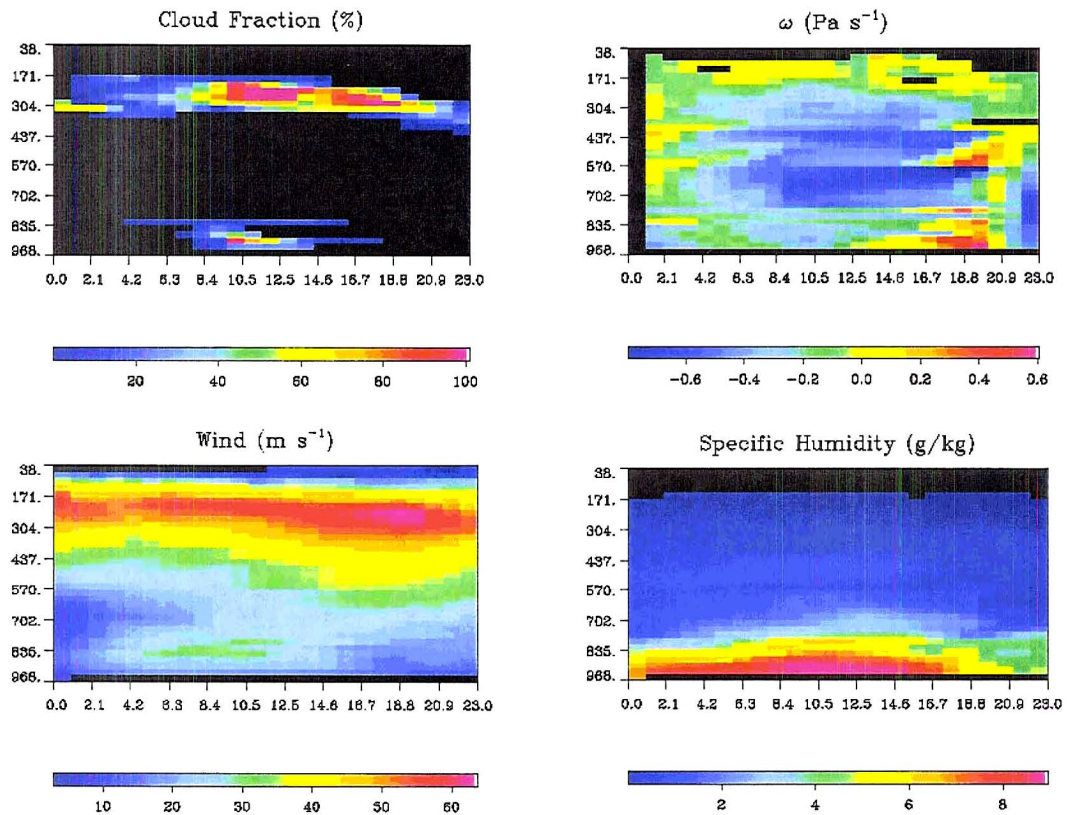 Cloud Fraction (%)
38.
171.
304.
437.
570.
702.
835.
968.
0.0 2.1 4.2 6.3 8.4 10.5 12.5 14.6 16.7 18.8 20.9 23.0
20 40 60 80 100
ω (Pa s⁻¹)
38.
171.
304.
437.
570.
702.
835.
968.
0.0 2.1 4.2 6.3 8.4 10.5 12.5 14.6 16.7 18.8 20.9 23.0
−0.6 −0.4 −0.2 0.0 0.2 0.4 0.6
Wind (m s⁻¹)
38.
171.
304.
437.
570.
702.
835.
968.
0.0 2.1 4.2 6.3 8.4 10.5 12.5 14.6 16.7 18.8 20.9 23.0
10 20 30 40 50 60
Specific Humidity (g/kg)
38.
171.
304.
437.
570.
702.
835.
968.
0.0 2.1 4.2 6.3 8.4 10.5 12.5 14.6 16.7 18.8 20.9 23.0
2 4 6 8